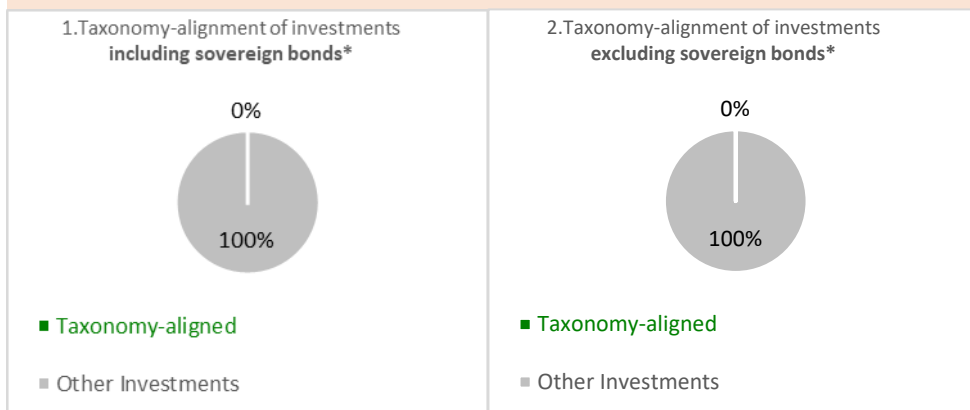 1.Taxonomy-alignment of investments
including sovereign bonds*
0%
100%
Taxonomy-aligned
Other Investments
2.Taxonomy-alignment of investments
excluding sovereign bonds*
0%
100%
Taxonomy-aligned
Other Investments